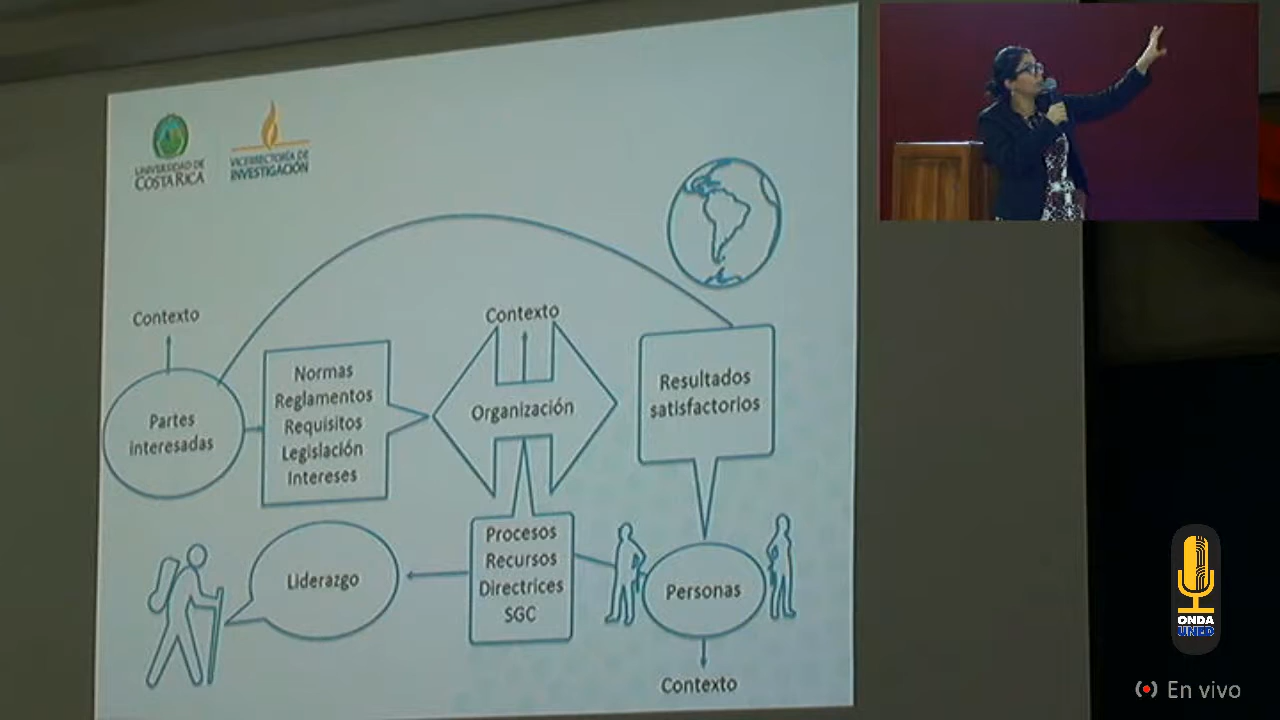 UNIVERSIDAD DE
COSTA RICA
VICERRECTORÍA DE
INVESTIGACIÓN
Contexto
Contexto
Partes
interesadas
Normas
Reglamentos
Requisitos
Legislación
Intereses
Organización
Resultados
satisfactorios
Liderazgo
Procesos
Recursos
Directrices
SGC
Personas
Contexto
ONDA
UNED
En vivo